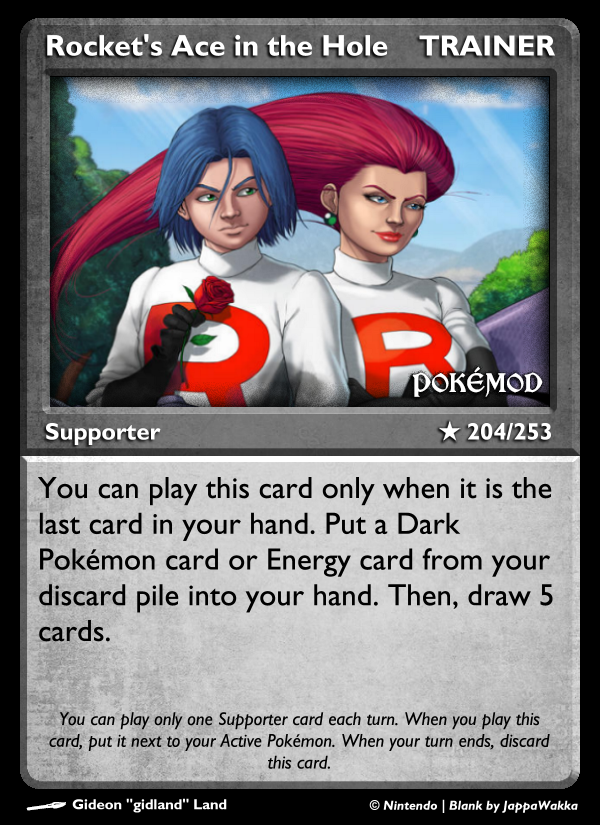 Rocket's Ace in the Hole TRAINER
R
R
POKÉMOD
Supporter ★ 204/253
You can play this card only when it is the
last card in your hand. Put a Dark
Pokémon card or Energy card from your
discard pile into your hand. Then, draw 5
cards.
You can play only one Supporter card each turn. When you play this
card, put it next to your Active Pokémon. When your turn ends, discard
this card.
Gideon "gidland" Land © Nintendo | Blank by JappaWakka